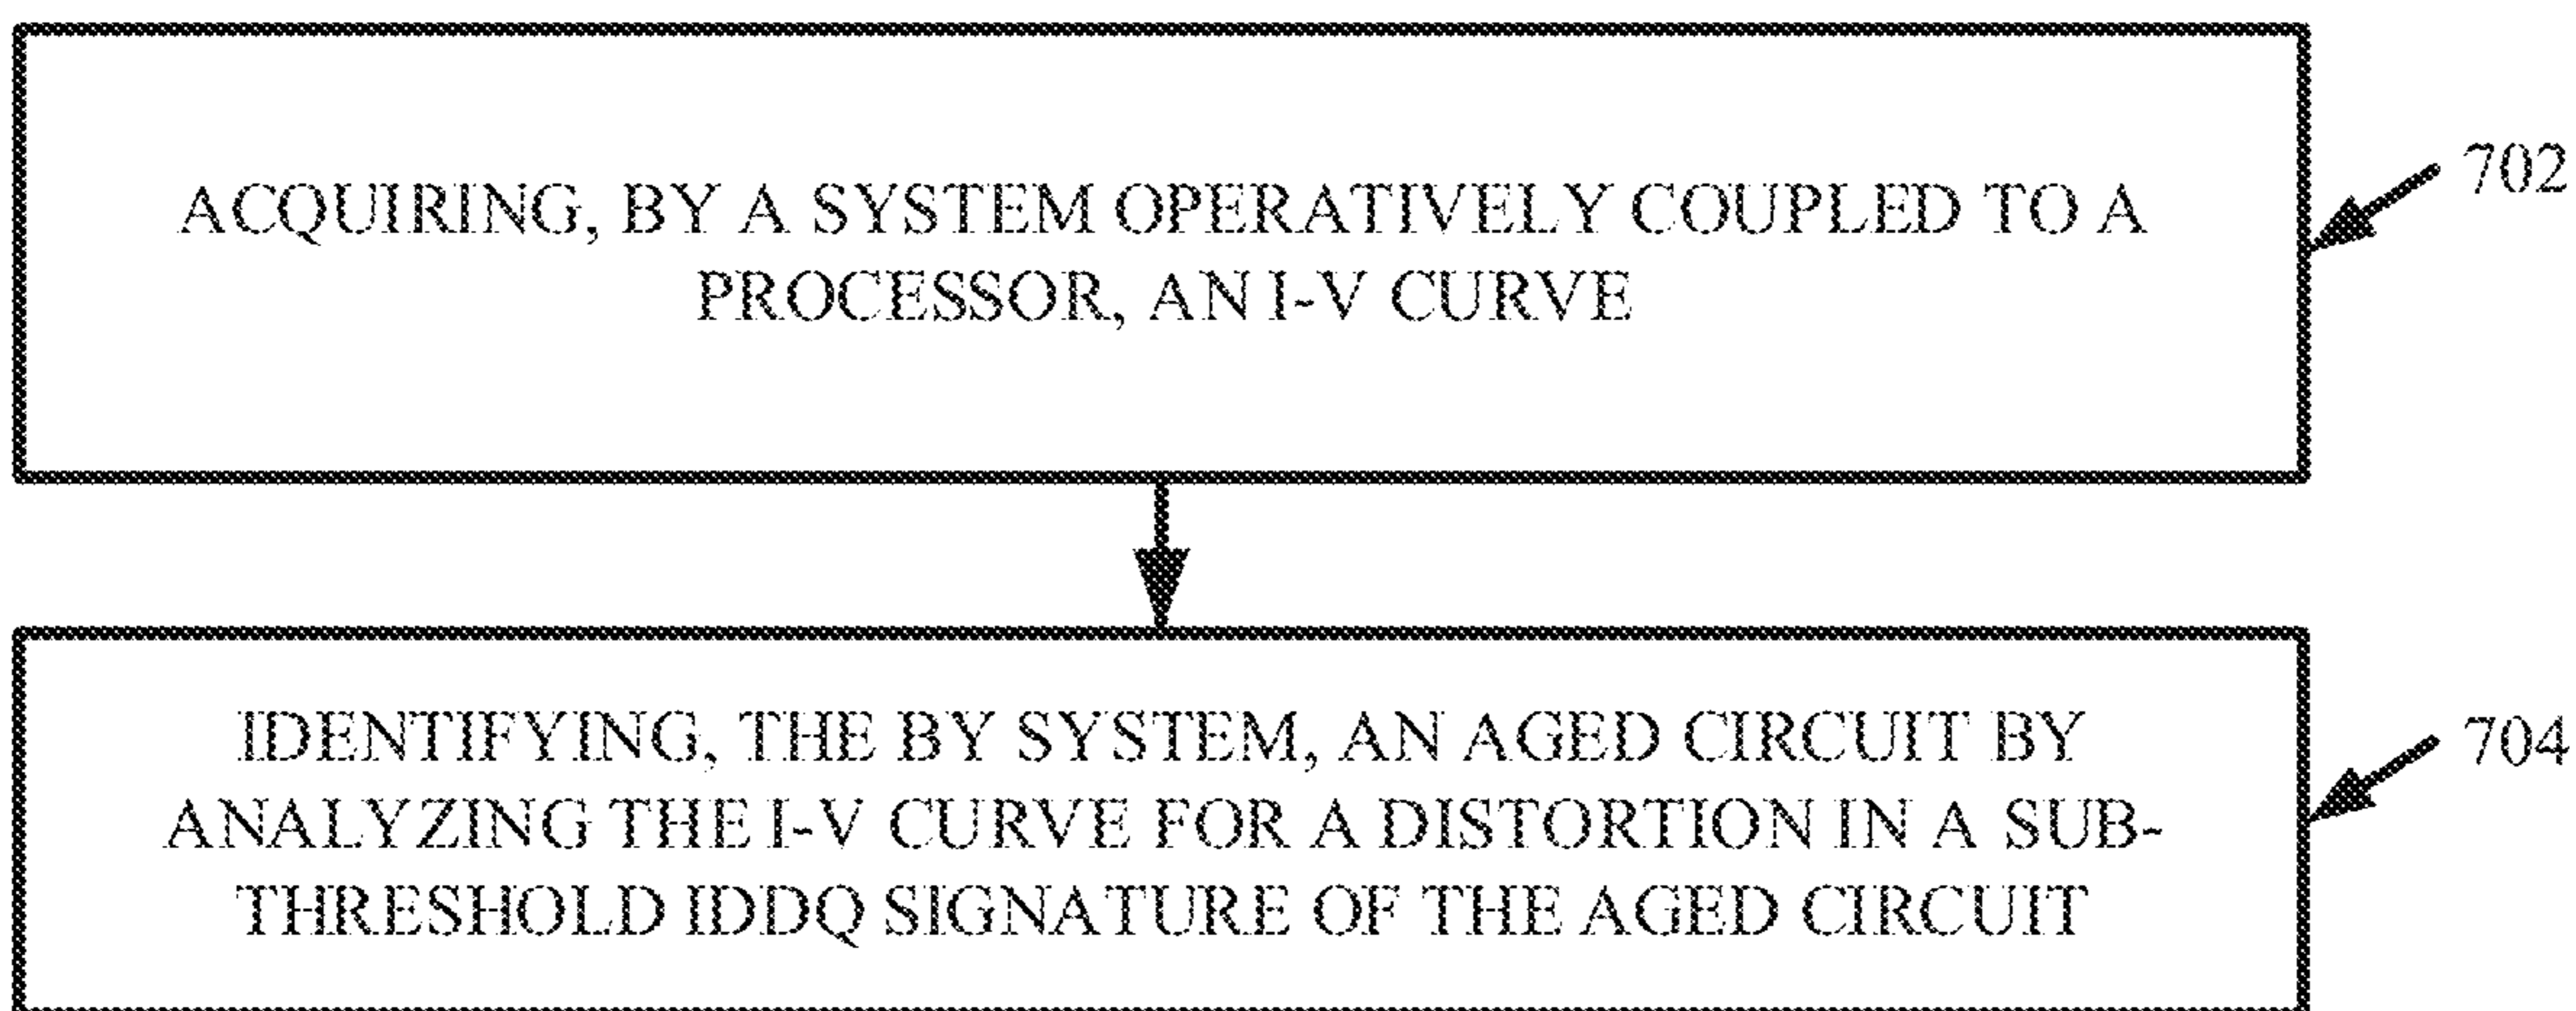 ACQUIRING, BY A SYSTEM OPERATIVELY COUPLED TO A
PROCESSOR, AN I-V CURVE
702
IDENTIFYING, THE BY SYSTEM, AN AGED CIRCUIT BY
ANALYZING THE I-V CURVE FOR A DISTORTION IN A SUB-
THRESHOLD IDDQ SIGNATURE OF THE AGED CIRCUIT
704